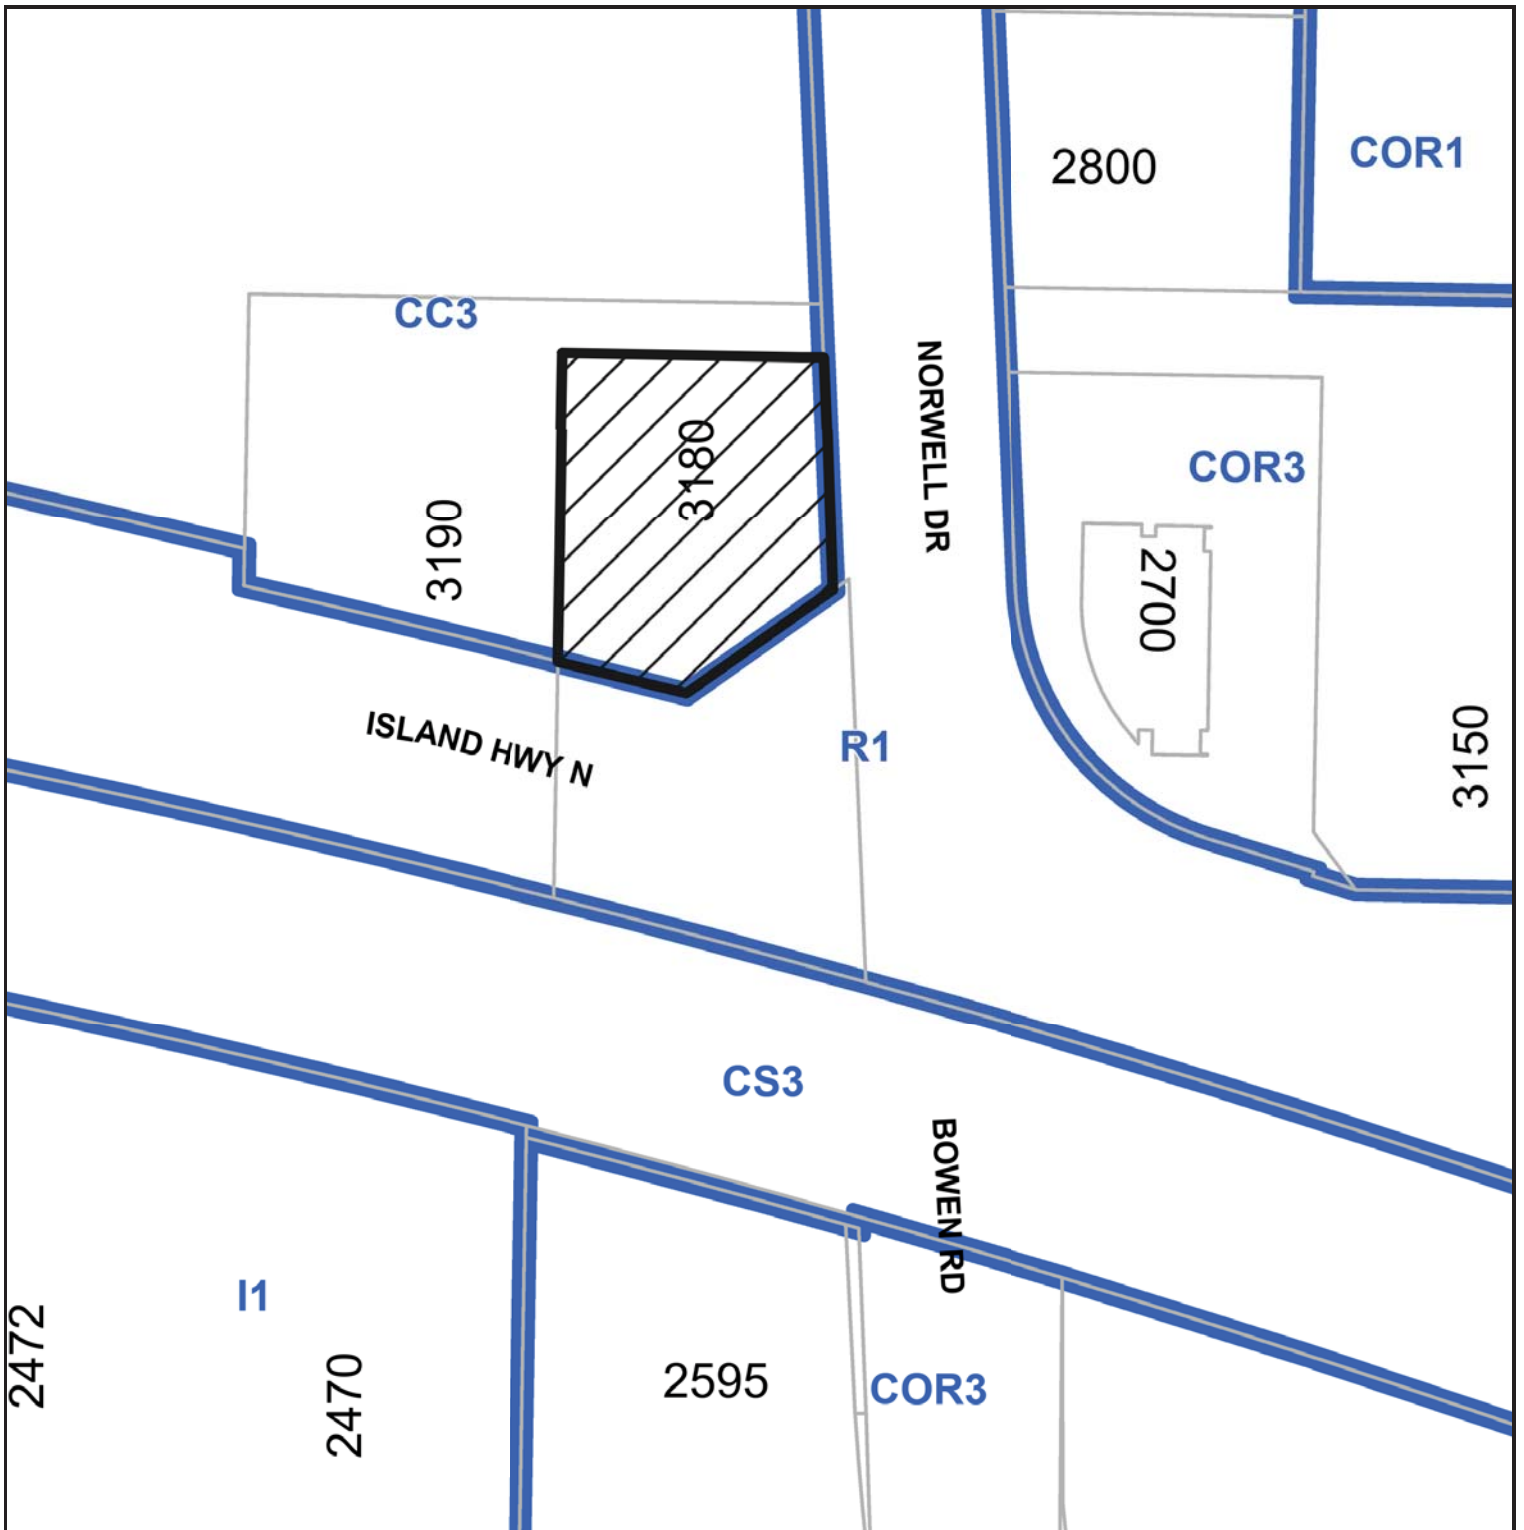 2800
COR1
CC3
NORWELL DR
3180
COR3
3190
2700
ISLAND HWY N
R1
3150
CS3
BOWEN RD
I1
2472
2470
2595
COR3